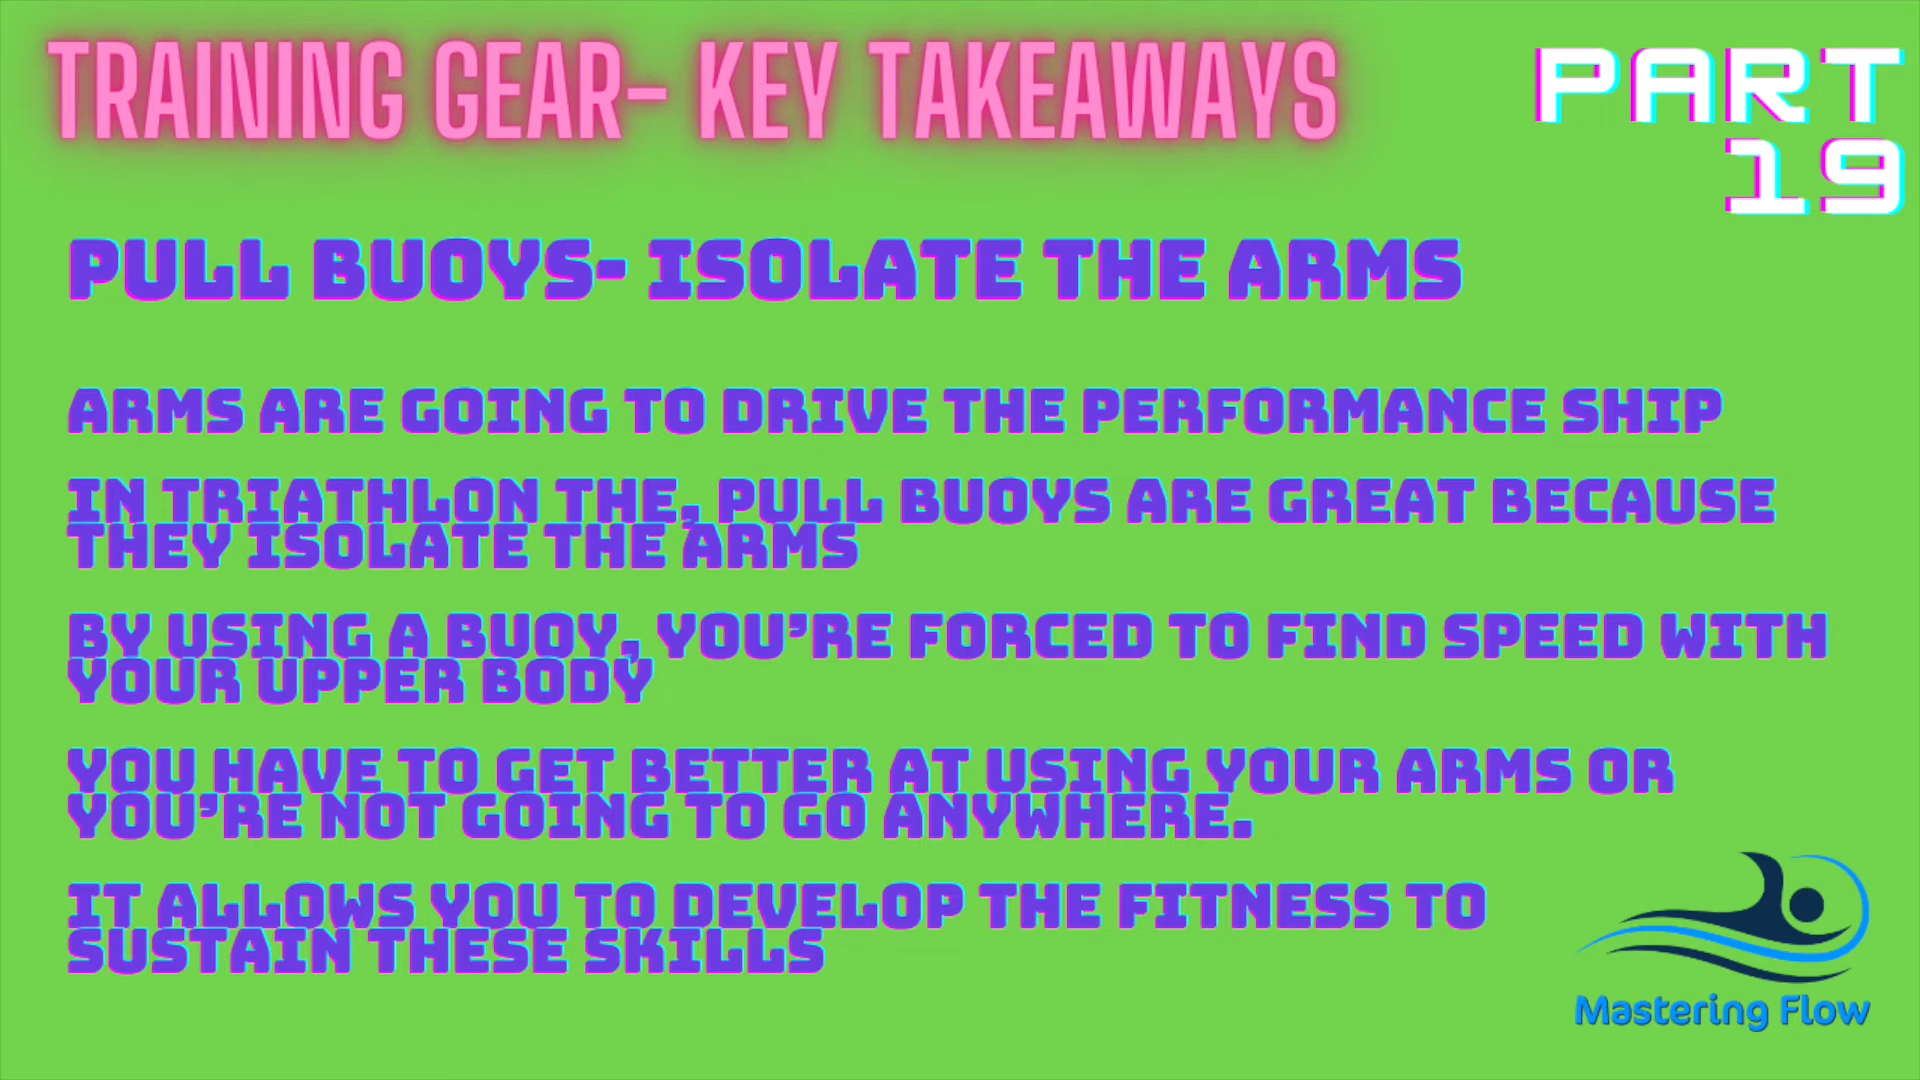 TRAINING GEAR- KEY TAKEAWAYS
PART
19
PULL BUOYS- ISOLATE THE ARMS
ARMS ARE GOING TO DRIVE THE PERFORMANCE SHIP
IN TRIATHLON THE, PULL BUOYS ARE GREAT BECAUSE
THEY ISOLATE THE ARMS
BY USING A BUOY, YOU'RE FORCED TO FIND SPEED WITH
YOUR UPPER BODY
YOU HAVE TO GET BETTER AT USING YOUR ARMS OR
YOU'RE NOT GOING TO GO ANYWHERE.
IT ALLOWS YOU TO DEVELOP THE FITNESS TO
SUSTAIN THESE SKILLS
Mastering Flow